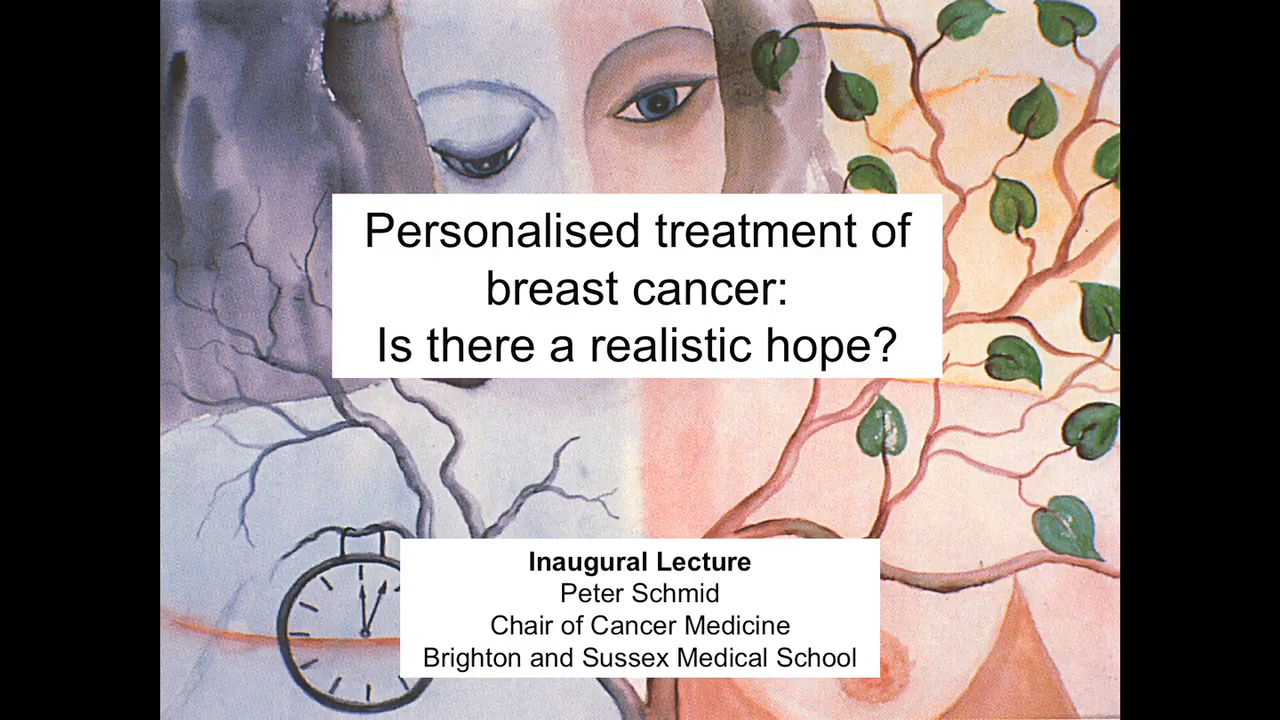 Personalised treatment of
breast cancer:
Is there a realistic hope?
Inaugural Lecture
Peter Schmid
Chair of Cancer Medicine
Brighton and Sussex Medical School